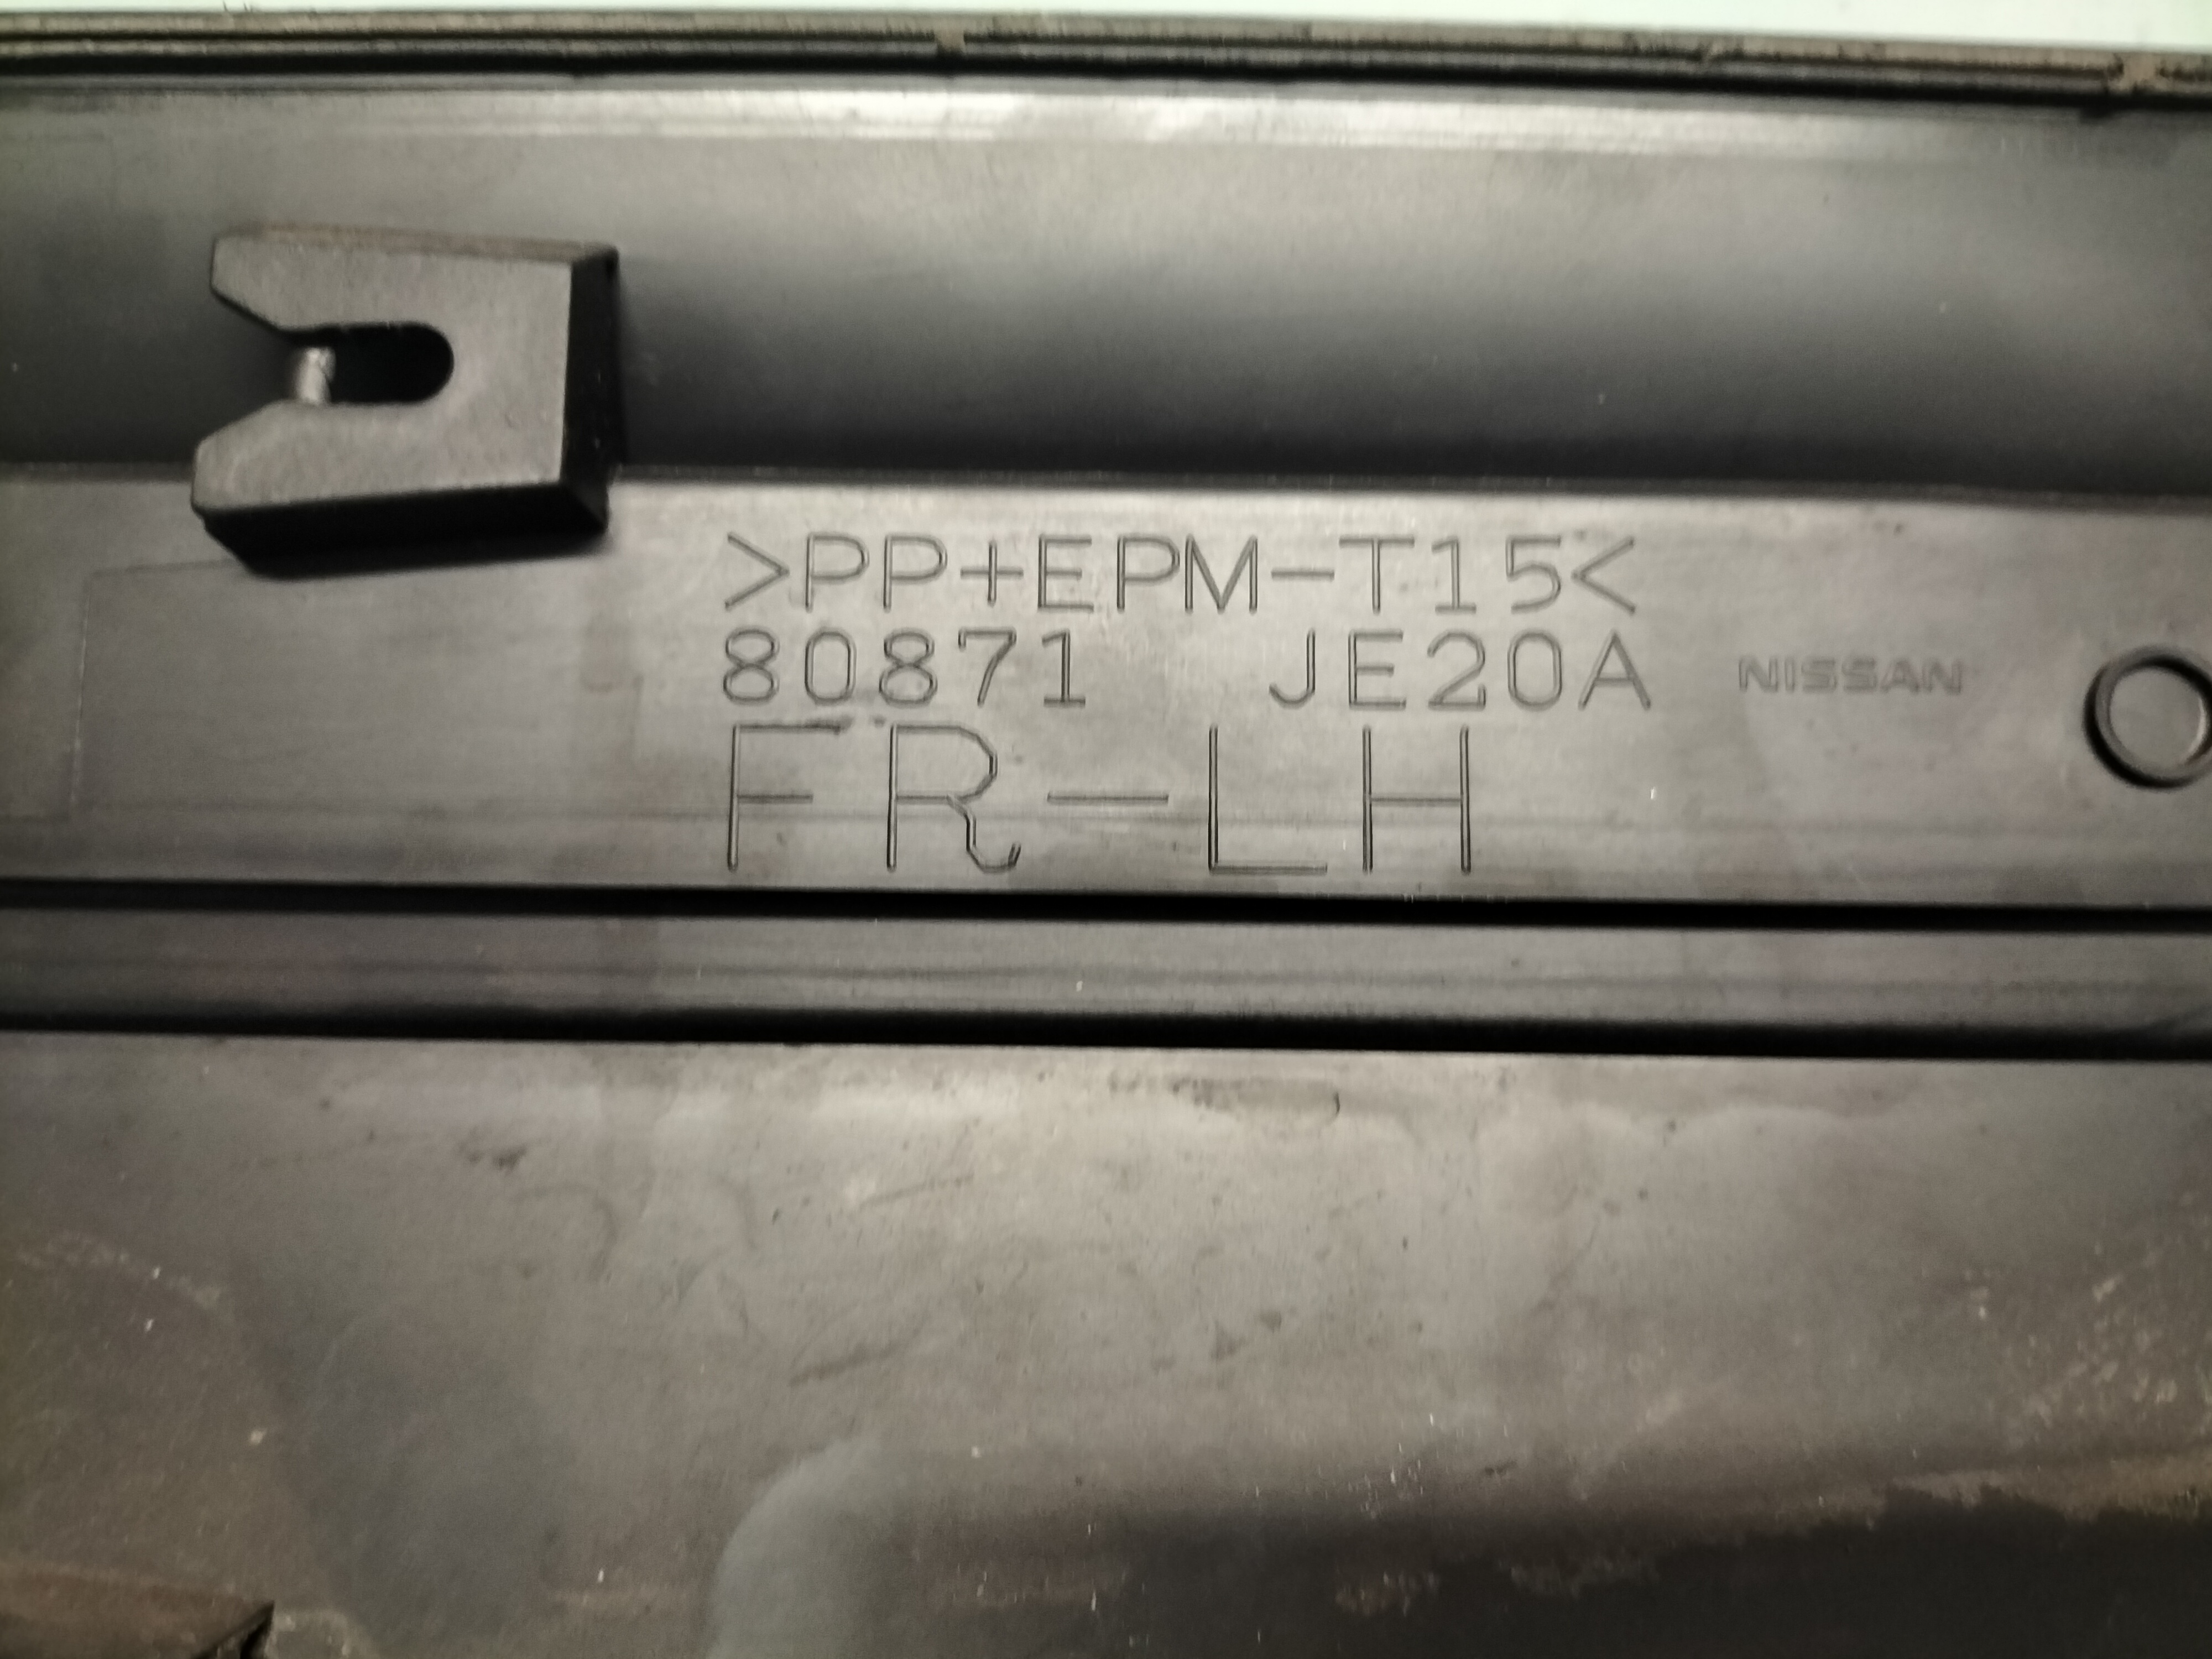 >PP+EPM-T15<
80871 JE20A NISSAN
FR-LH